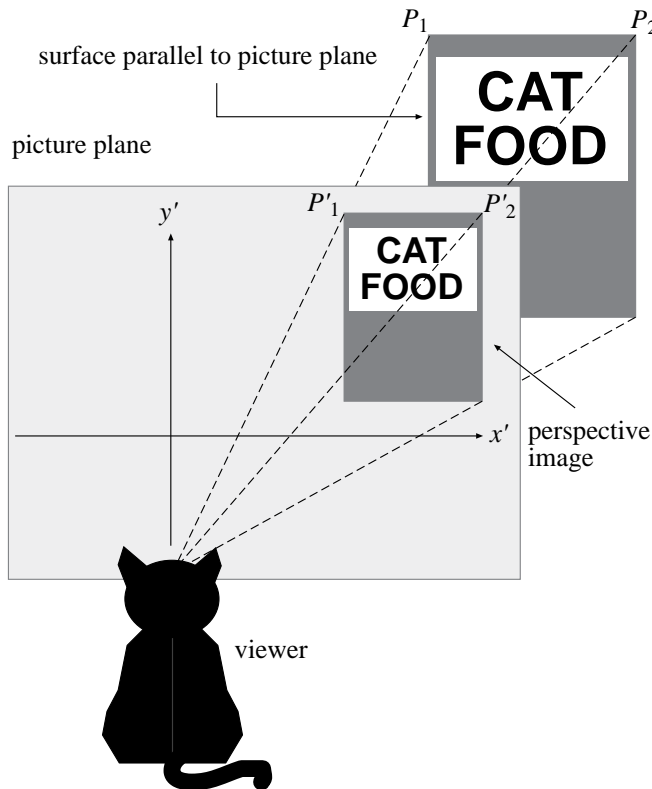 P₁
P₂
surface parallel to picture plane
CAT
FOOD
picture plane
P'₁
P'₂
y'
CAT
FOOD
x'
perspective
image
viewer